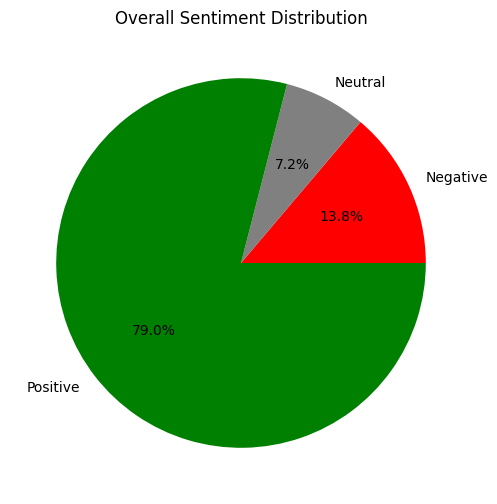 Overall Sentiment Distribution
Neutral
7.2%
Negative
13.8%
79.0%
Positive